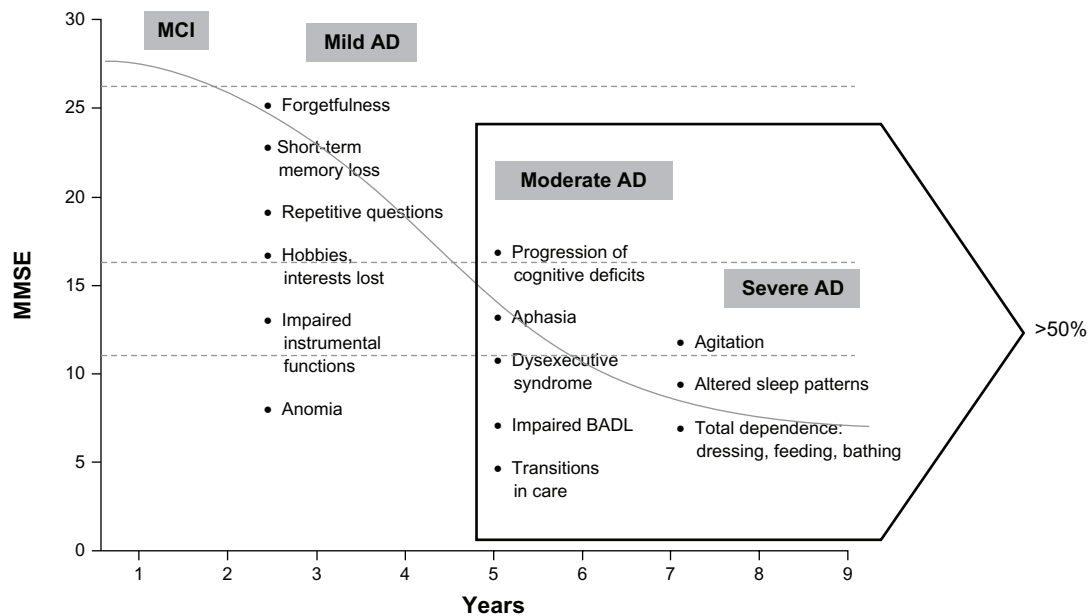 MCI
Mild AD
Moderate AD
Severe AD
• Forgetfulness
• Short-term
memory loss
• Repetitive questions
• Hobbies,
interests lost
• Impaired
instrumental
functions
• Anomia
• Progression of
cognitive deficits
• Aphasia
• Dysexecutive
syndrome
• Impaired BADL
• Transitions
in care
• Agitation
• Altered sleep patterns
• Total dependence:
dressing, feeding, bathing
>50%
MMSE
30
25
20
15
10
5
0
1 2 3 4 5 6 7 8 9
Years